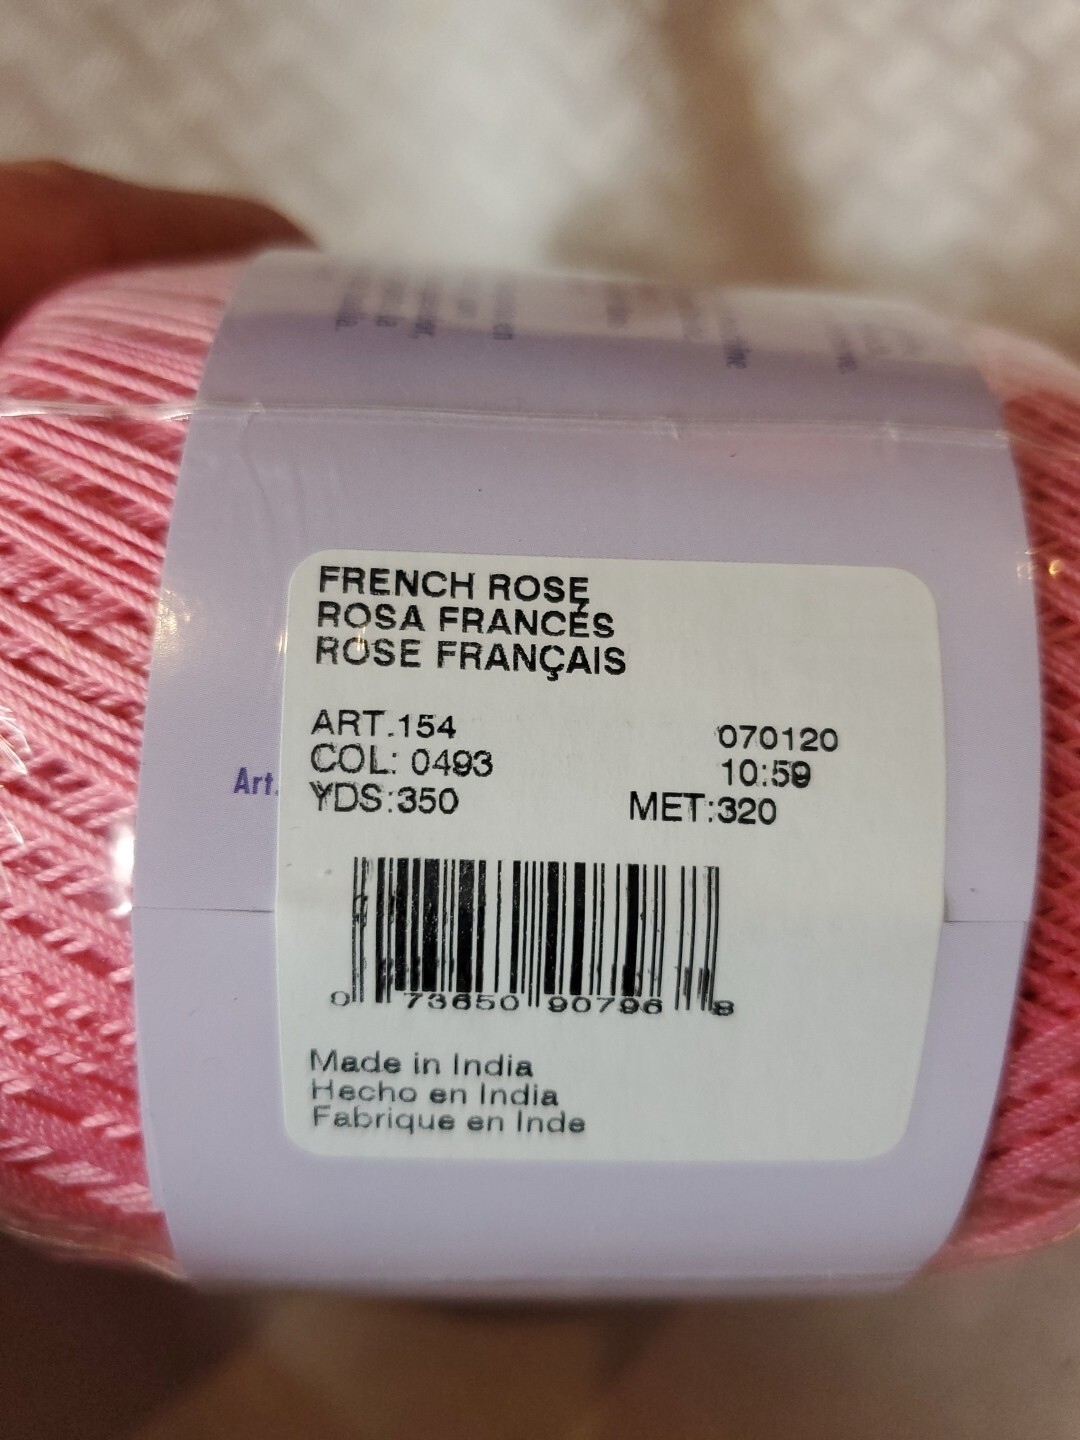 FRENCH ROSE
ROSA FRANCÉS
ROSE FRANÇAIS
ART.154 070120
COL: 0493 10:59
Art.
YDS:350 MET:320
0 73650 90796 8
Made in India
Hecho en India
Fabrique en Inde